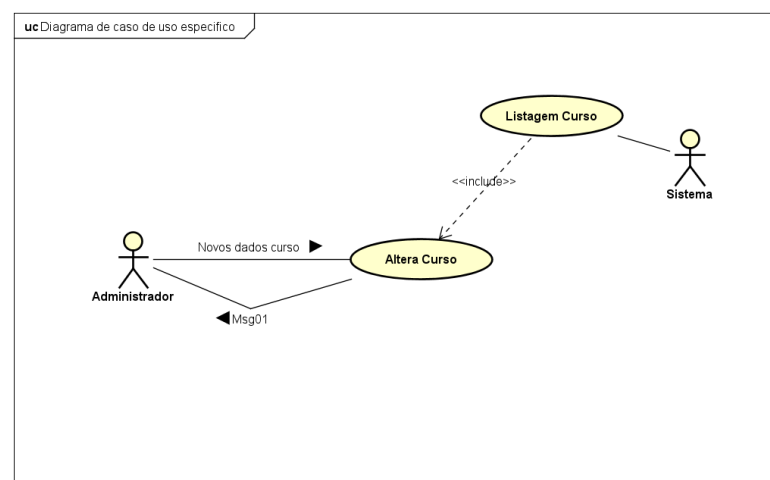 uc Diagrama de caso de uso especifico
Listagem Curso
Sistema
<<include>>
Novos dados curso
Altera Curso
Administrador
Msg01